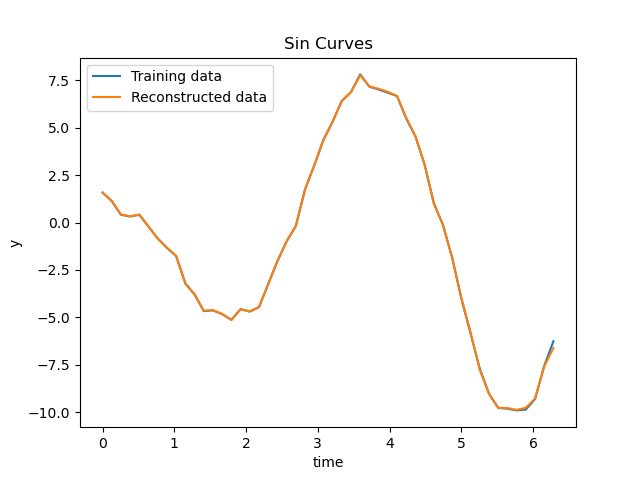 Sin Curves
Training data
Reconstructed data
7.5
5.0
2.5
0.0
−2.5
−5.0
−7.5
−10.0
y
0 1 2 3 4 5 6
time